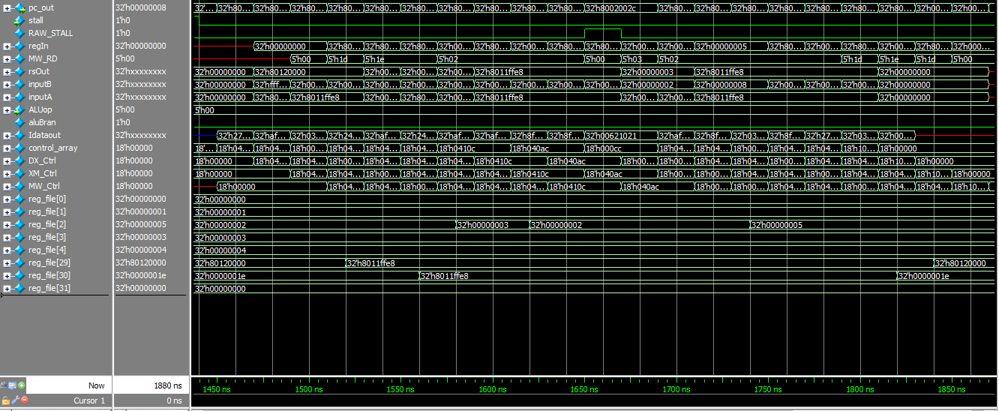 pc_out 32'h00000008 32'... 32'h80... 32'h80... 32'h80... 32'h80... 32'h80... 32'h80... 32'h80... 32'h80... 32'h80... 32'h80... 32'h8002002c 32'h80... 32'h80... 32'h80... 32'h80... 32'h80... 32'h80... 32'h00... 32'h80... 32'h00...
stall 1'h0
RAW_STALL 1'h0
regIn 32'h00000000 32'h00000000 32'h80... 32'h80... 32'h00... 32'h80... 32'h00... 32'h80... 32'h80... 32'h00... 32'h00... 32'h00000005 32'h80... 32'h00... 32'h80... 32'h80... 32'h00... 32'h000...
MW_RD 5'h00 5'h00 5'h1d 5'h1e 5'h02 5'h00 5'h03 5'h02 5'h1d 5'h1e 5'h1d 5'h00
rsOut 32'hxxxxxxxx 32'h00000000 32'h80120000 32'h00... 32'h00... 32'h00... 32'h8011ffe8 32'h00000003 32'h8011ffe8 32'h00000000
inputB 32'hxxxxxxxx 32'h00000000 32'hfff... 32'h00... 32'h00... 32'h00... 32'h00... 32'h00... 32'h00... 32'h00... 32'h00... 32'h00000002 32'h00000008 32'h00... 32'h00... 32'h00... 32'h00000000
inputA 32'hxxxxxxxx 32'h00000000 32'h80... 32'h8011ffe8 32'h00... 32'h00... 32'h00... 32'h8011ffe8 32'h00... 32'h00... 32'h8011ffe8 32'h00000000
ALUop 5'h00 5'h00
aluBran 1'h0
Idataout 32'hxxxxxxxx 32'h27... 32'haf... 32'h03... 32'h24... 32'haf... 32'h24... 32'haf... 32'haf... 32'h8f... 32'h8f... 32'h00621021 32'haf... 32'h8f... 32'h03... 32'h8f... 32'h27... 32'h03... 32'h00...
control_array 18'h00000 18'... 18'h04... 18'h04... 18'h00... 18'h04... 18'h04... 18'h04... 18'h0410c 18'h040ac 18'h000cc 18'h04... 18'h04... 18'h00... 18'h04... 18'h04... 18'h10... 18'h00000
DX_Ctrl 18'h00000 18'h00000 18'h04... 18'h04... 18'h00... 18'h04... 18'h04... 18'h04... 18'h0410c 18'h040ac 18'h00... 18'h04... 18'h04... 18'h00... 18'h04... 18'h04... 18'h10... 18'h00000
XM_Ctrl 18'h00000 18'h00000 18'h04... 18'h04... 18'h00... 18'h04... 18'h04... 18'h04... 18'h0410c 18'h040ac 18'h00... 18'h04... 18'h04... 18'h00... 18'h04... 18'h04... 18'h10... 18'h00000
MW_Ctrl 18'h00000 18'h00000 18'h04... 18'h04... 18'h00... 18'h04... 18'h04... 18'h04... 18'h0410c 18'h040ac 18'h00... 18'h04... 18'h04... 18'h00... 18'h04... 18'h04... 18'h10...
reg_file[0] 32'h00000000 32'h00000000
reg_file[1] 32'h00000001 32'h00000001
reg_file[2] 32'h00000005 32'h00000002 32'h00000003 32'h00000002 32'h00000005
reg_file[3] 32'h00000003 32'h00000003
reg_file[4] 32'h00000004 32'h00000004
reg_file[29] 32'h80120000 32'h80120000 32'h8011ffe8 32'h80120000
reg_file[30] 32'h0000001e 32'h0000001e 32'h8011ffe8 32'h0000001e
reg_file[31] 32'h00000000 32'h00000000
Now 1880 ns 1450 ns 1500 ns 1550 ns 1600 ns 1650 ns 1700 ns 1750 ns 1800 ns 1850 ns
Cursor 1 0 ns